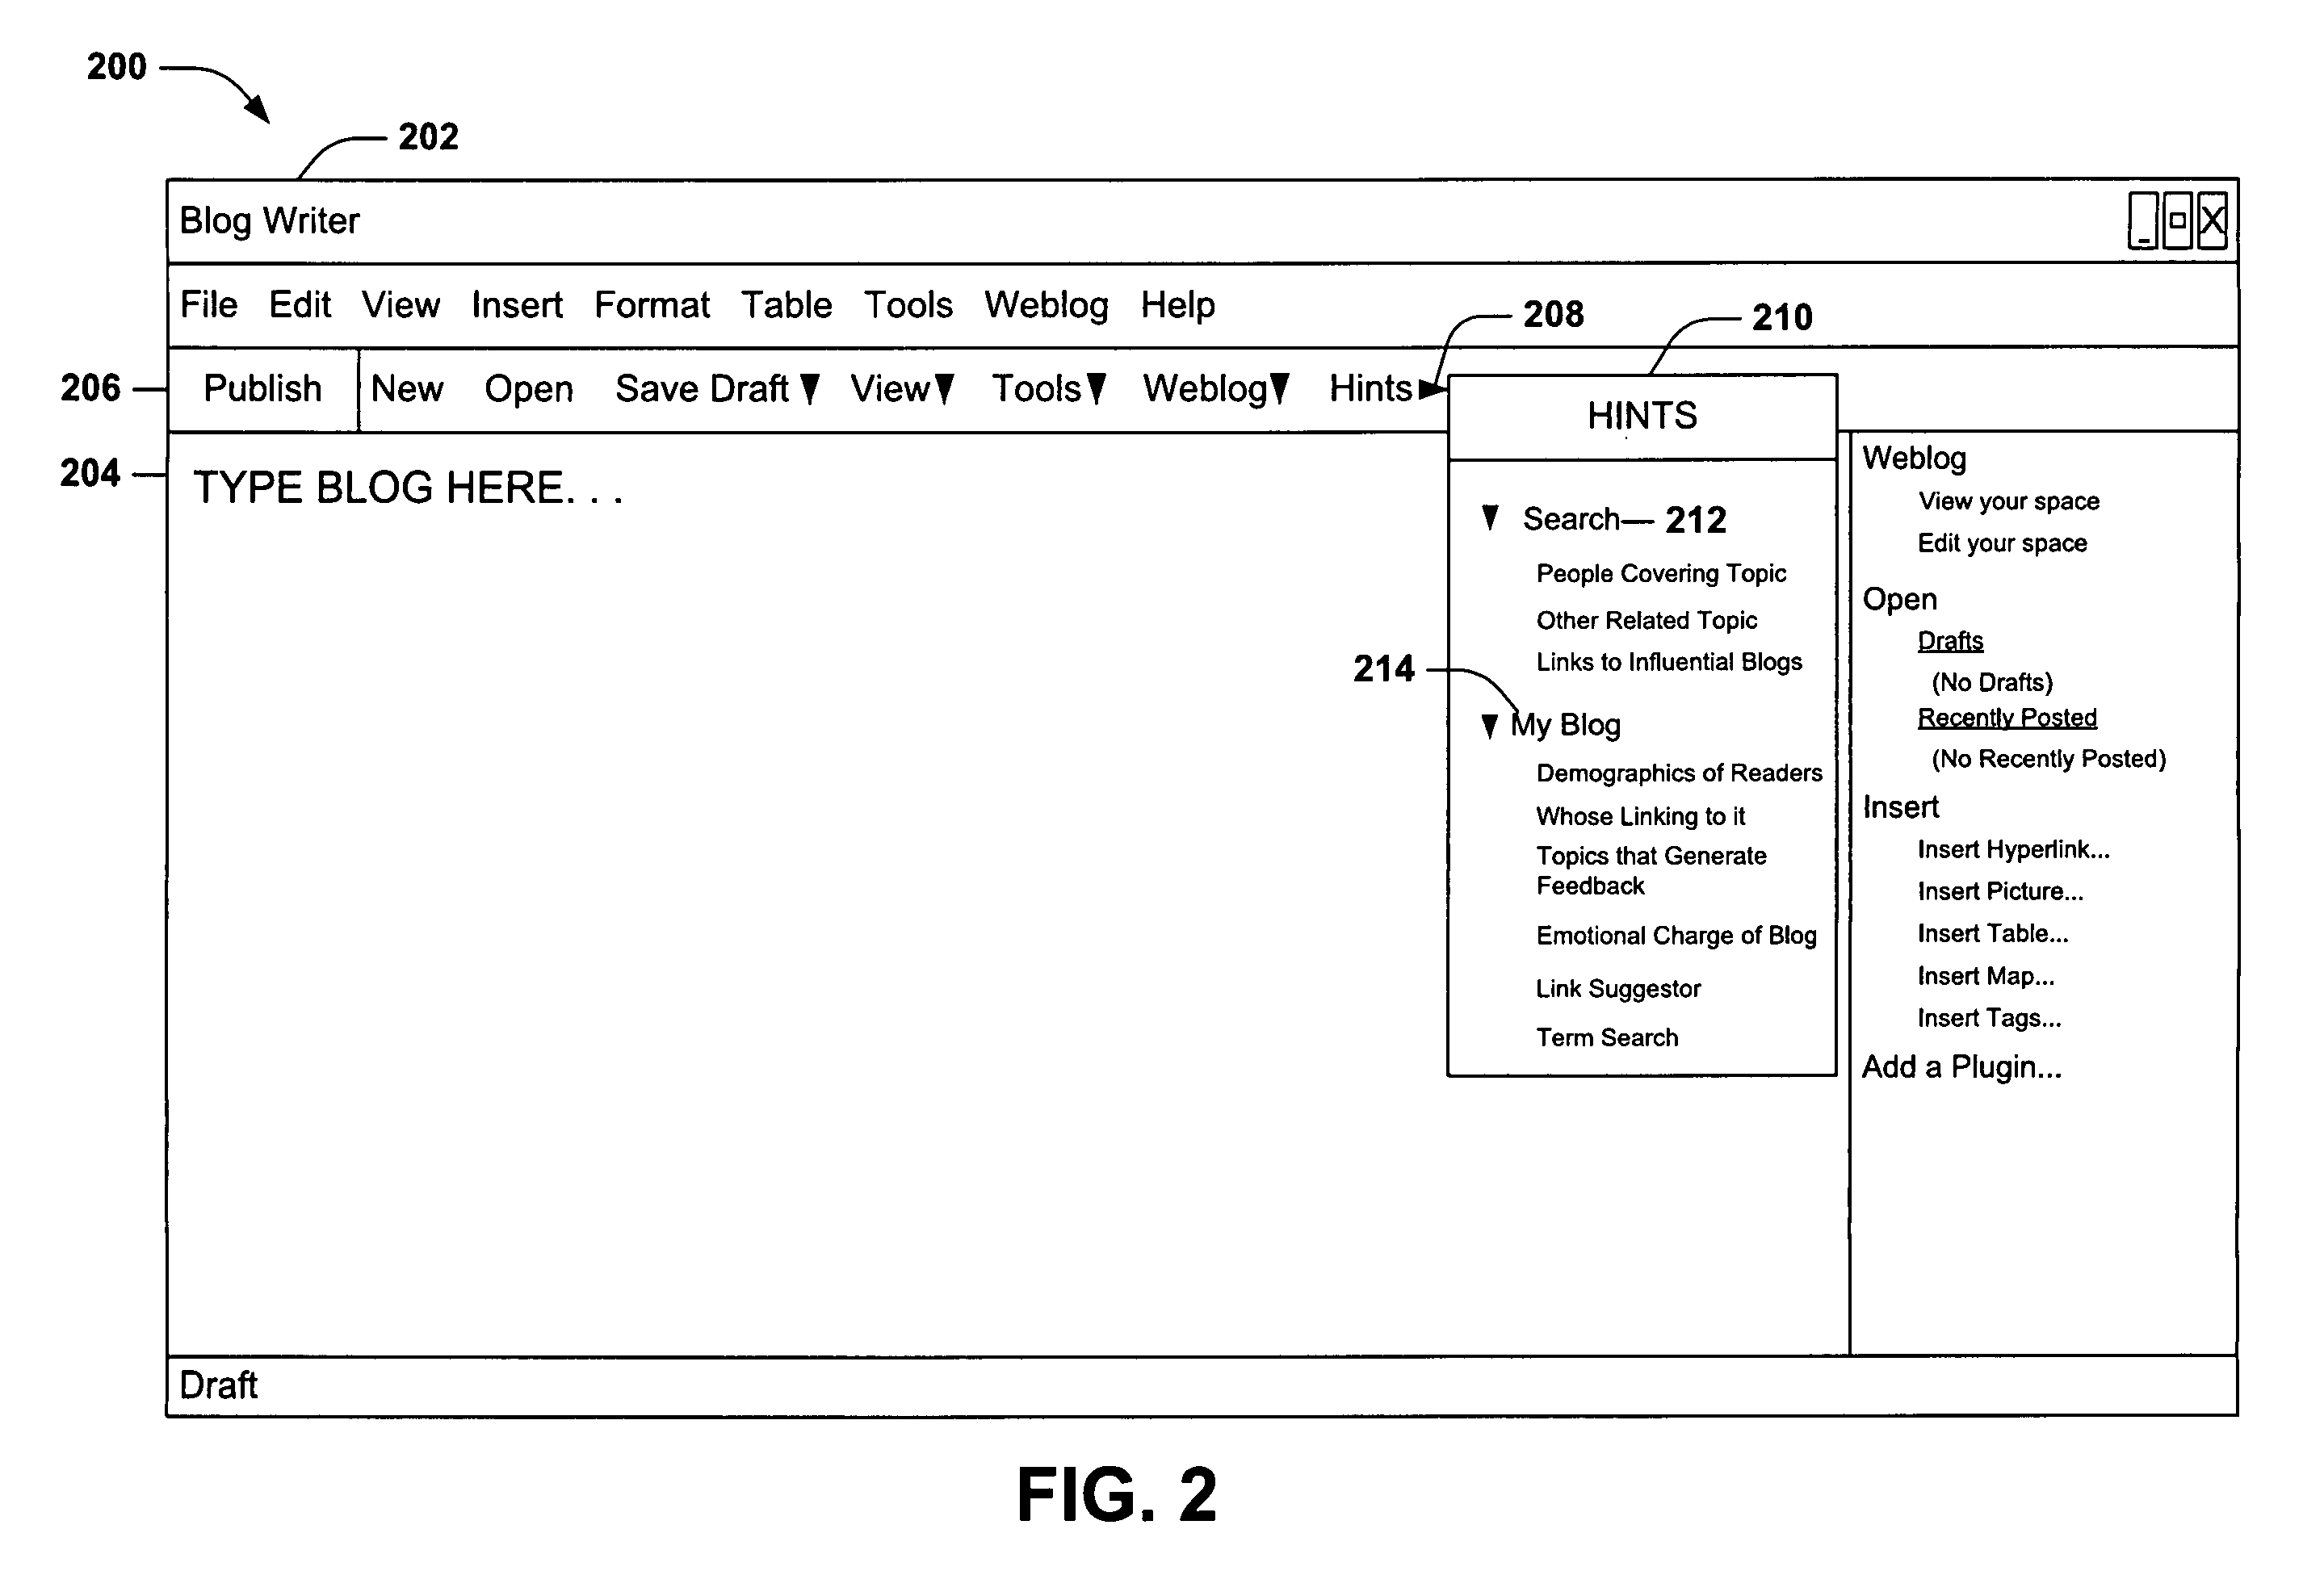 200
202
Blog Writer
X
File Edit View Insert Format Table Tools Weblog Help
208
210
206
Publish New Open Save Draft View Tools Weblog Hints
HINTS
204
TYPE BLOG HERE. . .
Search 212
People Covering Topic
Other Related Topic
Links to Influential Blogs
214
My Blog
Demographics of Readers
Whose Linking to it
Topics that Generate
Feedback
Emotional Charge of Blog
Link Suggestor
Term Search
Weblog
View your space
Edit your space
Open
Drafts
(No Drafts)
Recently Posted
(No Recently Posted)
Insert
Insert Hyperlink...
Insert Picture...
Insert Table...
Insert Map...
Insert Tags...
Add a Plugin...
Draft
FIG. 2